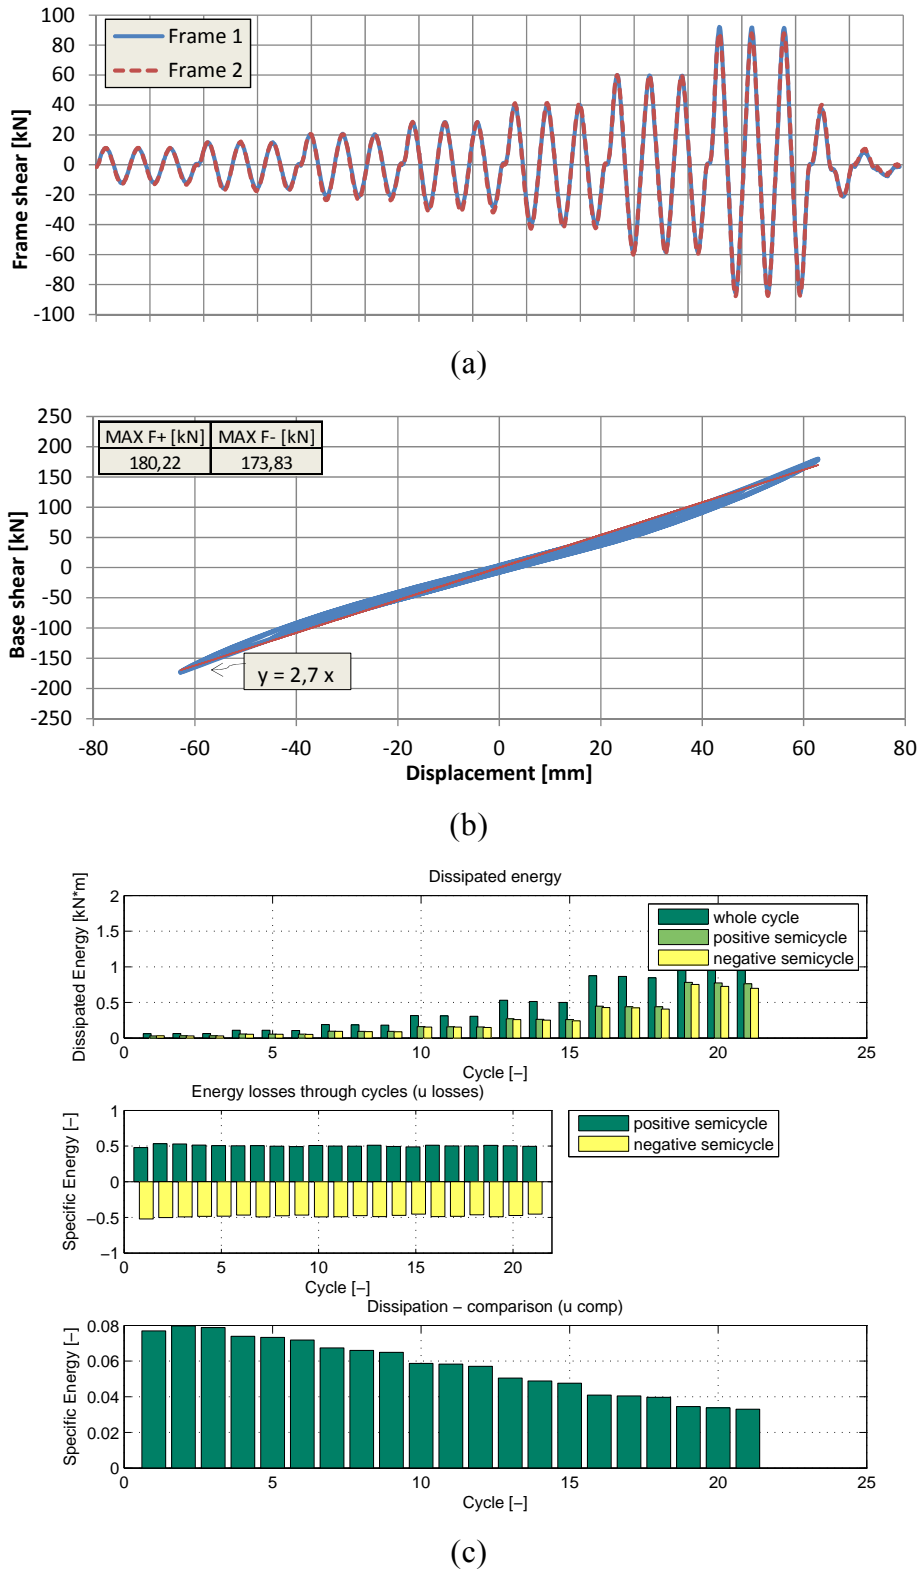 100
80
60
40
20
0
-20
-40
-60
-80
-100
Frame shear [kN]
Frame 1
Frame 2
(a)
250
200
150
100
50
0
-50
-100
-150
-200
-250
Base shear [kN]
MAX F+ [kN] MAX F- [kN]
180,22 173,83
y = 2,7 x
-80 -60 -40 -20 0 20 40 60 80
Displacement [mm]
(b)
Dissipated energy
2
1.5
1
0.5
0
Dissipated Energy [kN*m]
whole cycle
positive semicycle
negative semicycle
0 5 10 15 20 25
Cycle [−]
Energy losses through cycles (u losses)
1
0.5
0
−0.5
−1
Specific Energy [−]
positive semicycle
negative semicycle
0 5 10 15 20
Cycle [−]
Dissipation − comparison (u comp)
0.08
0.06
0.04
0.02
0
Specific Energy [−]
0 5 10 15 20 25
Cycle [−]
(c)